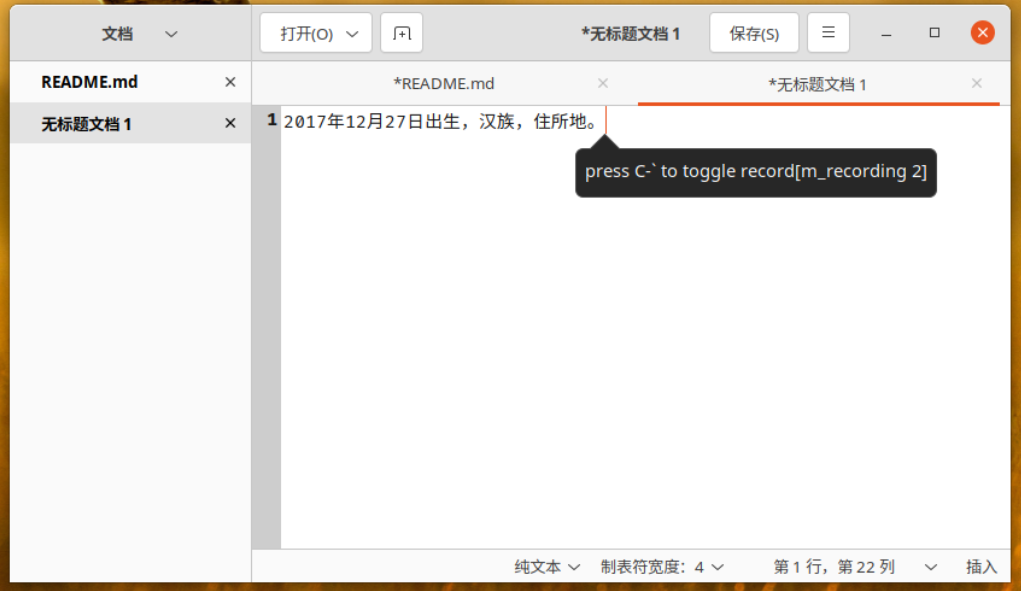 文档
打开(O)
*无标题文档 1
保存(S)
README.md
无标题文档 1
*README.md
*无标题文档 1
1 2017年12月27日出生，汉族，住所地。
press C-` to toggle record[m_recording 2]
纯文本
制表符宽度：4
第 1 行，第 22 列
插入